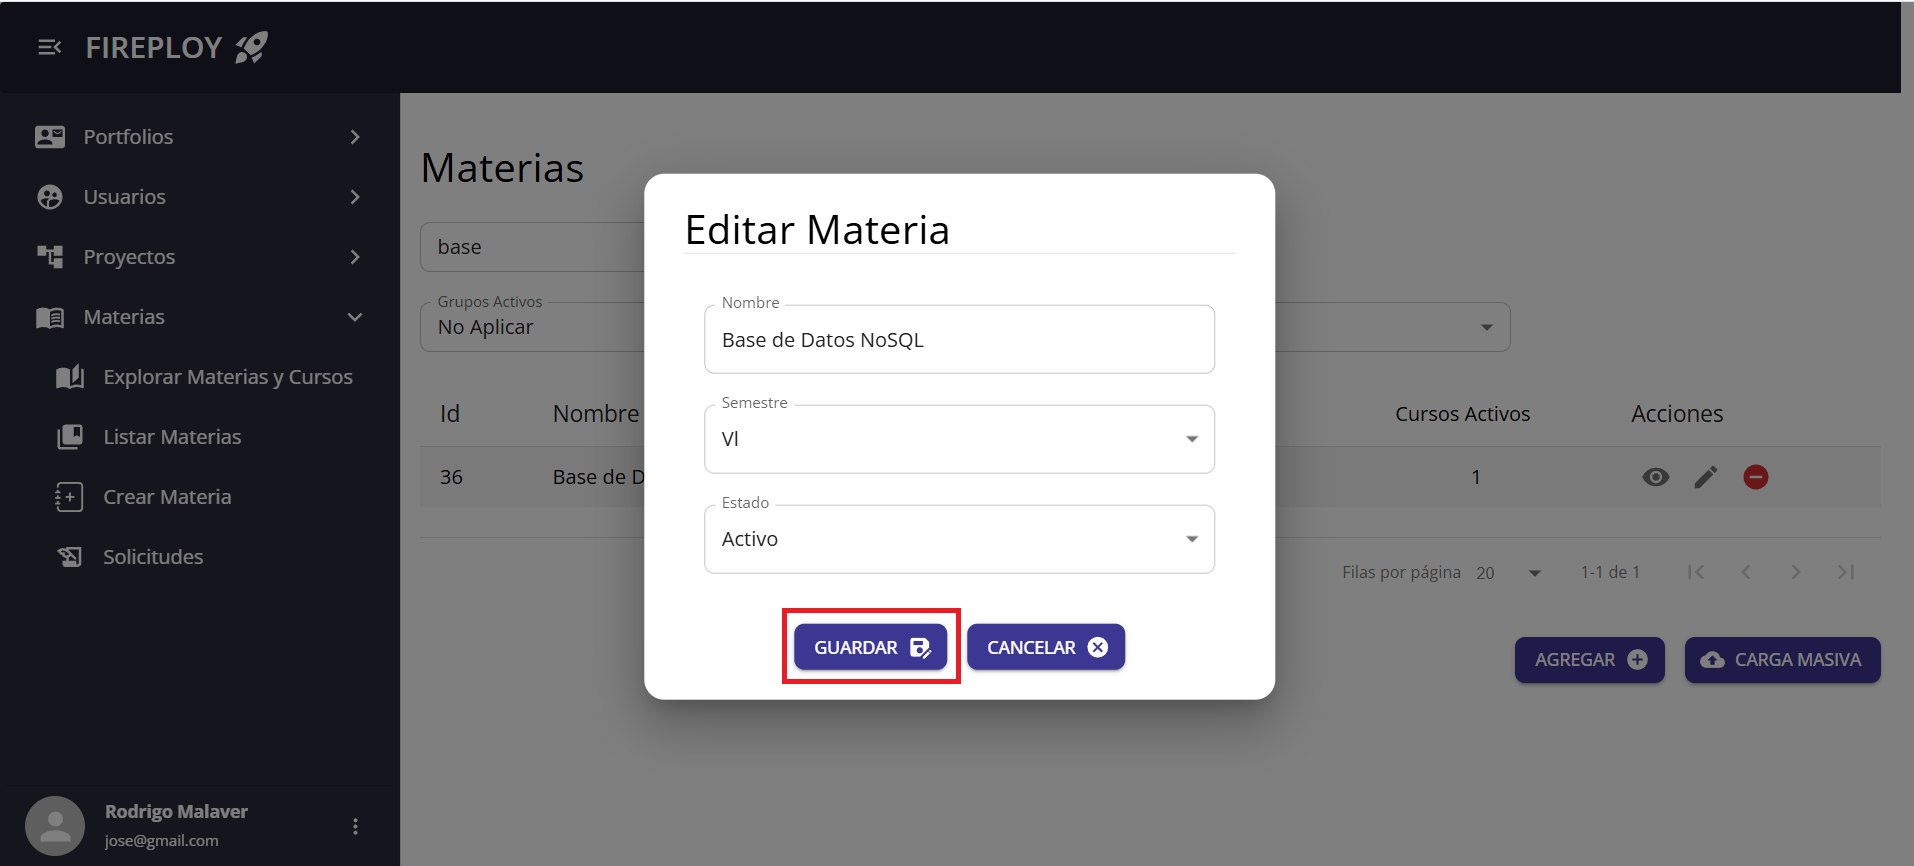 FIREPLOY
Portfolios
Usuarios
Proyectos
Materias
Explorar Materias y Cursos
Listar Materias
Crear Materia
Solicitudes
Rodrigo Malaver
jose@gmail.com
Materias
base
Grupos Activos
No Aplicar
Id Nombre Cursos Activos Acciones
36 Base de D 1
Filas por página 20 1-1 de 1
AGREGAR CARGA MASIVA
Editar Materia
Nombre
Base de Datos NoSQL
Semestre
VI
Estado
Activo
GUARDAR CANCELAR